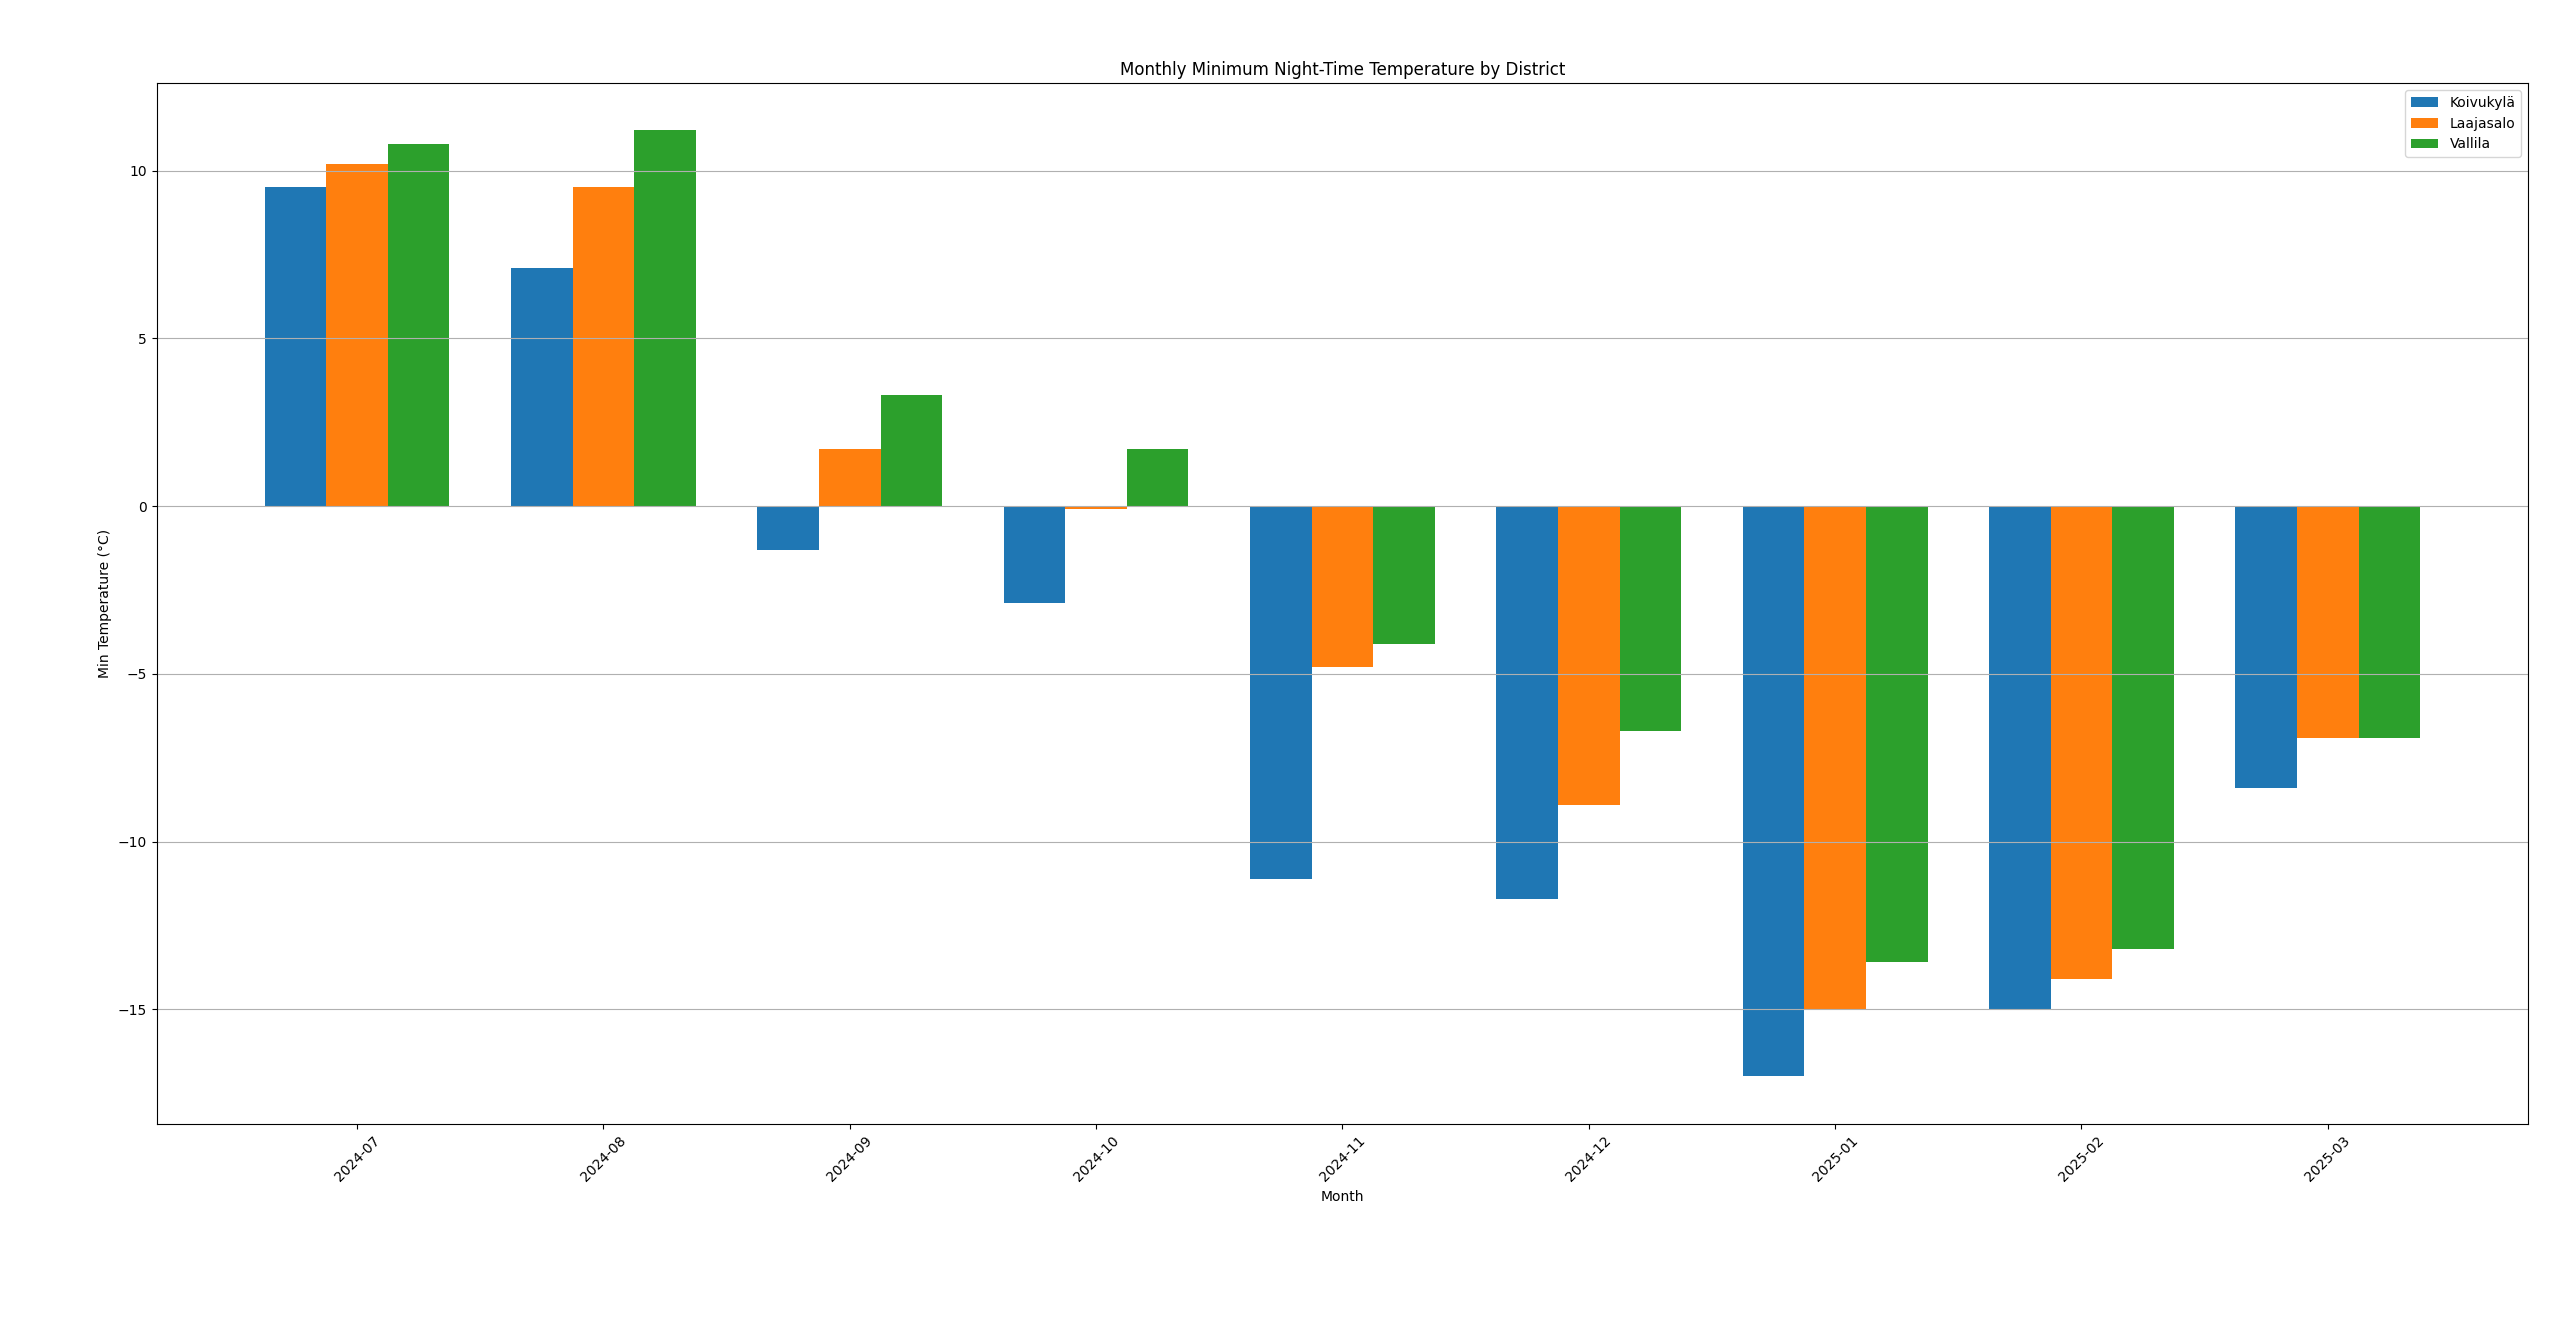 Monthly Minimum Night-Time Temperature by District
Koivukylä
Laajasalo
Vallila
10
5
0
−5
−10
−15
Min Temperature (°C)
2024-07
2024-08
2024-09
2024-10
2024-11
2024-12
2025-01
2025-02
2025-03
Month